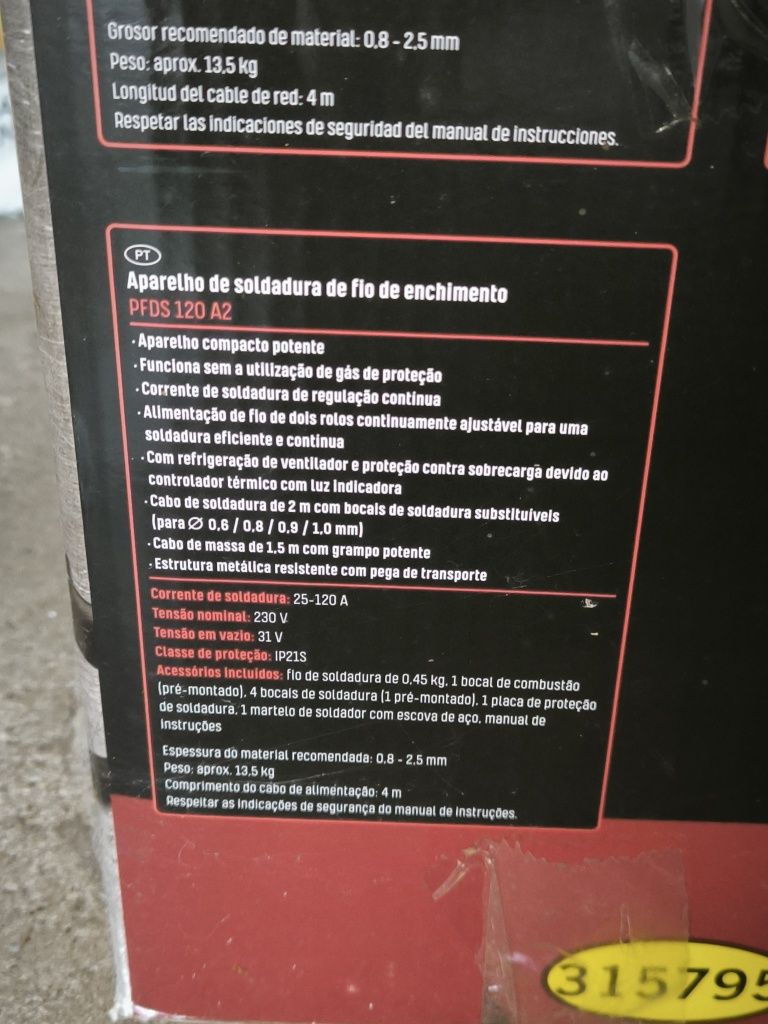 Grosor recomendado de material: 0,8 - 2,5 mm
Peso: aprox. 13,5 kg
Longitud del cable de red: 4 m
Respetar las indicaciones de seguridad del manual de instrucciones.
PT
Aparelho de soldadura de fio de enchimento
PFDS 120 A2
· Aparelho compacto potente
· Funciona sem a utilização de gás de proteção
· Corrente de soldadura de regulação contínua
· Alimentação de fio de dois rolos continuamente ajustável para uma
soldadura eficiente e contínua
· Com refrigeração de ventilador e proteção contra sobrecarga devido ao
controlador térmico com luz indicadora
· Cabo de soldadura de 2 m com bocais de soldadura substituíveis
(para Ø 0,6 / 0,8 / 0,9 / 1,0 mm)
· Cabo de massa de 1,5 m com grampo potente
· Estrutura metálica resistente com pega de transporte
Corrente de soldadura: 25-120 A
Tensão nominal: 230 V
Tensão em vazio: 31 V
Classe de proteção: IP21S
Acessórios incluídos: fio de soldadura de 0,45 kg, 1 bocal de combustão
(pré-montado), 4 bocais de soldadura (1 pré-montado), 1 placa de proteção
de soldadura, 1 martelo de soldador com escova de aço, manual de
instruções
Espessura do material recomendada: 0,8 - 2,5 mm
Peso: aprox. 13,5 kg
Comprimento do cabo de alimentação: 4 m
Respeitar as indicações de segurança do manual de instruções.
315795